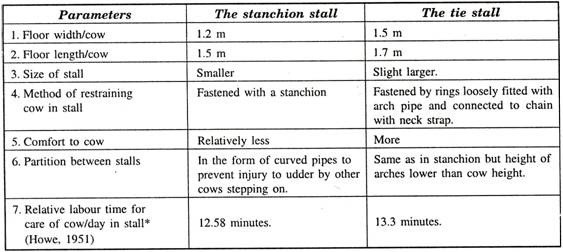 Parameters The stanchion stall The tie stall
1. Floor width/cow 1.2 m 1.5 m
2. Floor length/cow 1.5 m 1.7 m
3. Size of stall Smaller Slight larger.
4. Method of restraining Fastened with a stanchion Fastened by rings loosely fitted with
cow in stall arch pipe and connected to chain
with neck strap.
5. Comfort to cow Relatively less More
6. Partition between stalls In the form of curved pipes to Same as in stanchion but height of
prevent injury to udder by other arches lower than cow height.
cows stepping on.
7. Relative labour time for
care of cow/day in stall* 12.58 minutes. 13.3 minutes.
(Howe, 1951)